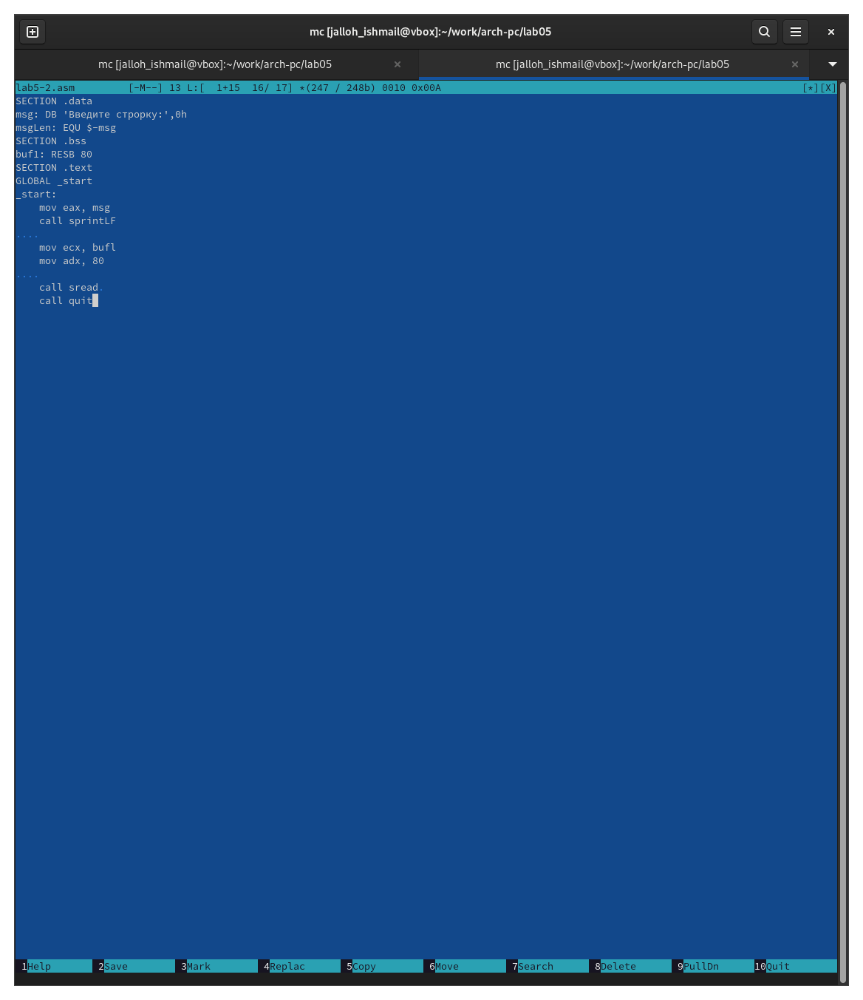 mc [jalloh_ishmail@vbox]:~/work/arch-pc/lab05
mc [jalloh_ishmail@vbox]:~/work/arch-pc/lab05
mc [jalloh_ishmail@vbox]:~/work/arch-pc/lab05
lab5-2.asm [-M--] 13 L:[ 1+15 16/ 17] *(247 / 248b) 0010 0x00A [*][X]
SECTION .data
msg: DB 'Введите строрку:',0h
msgLen: EQU $-msg
SECTION .bss
buf1: RESB 80
SECTION .text
GLOBAL _start
_start:
    mov eax, msg
    call sprintLF
....
    mov ecx, bufl
    mov adx, 80
....
    call sread.
    call quit
1Help 2Save 3Mark 4Replac 5Copy 6Move 7Search 8Delete 9PullDn 10Quit